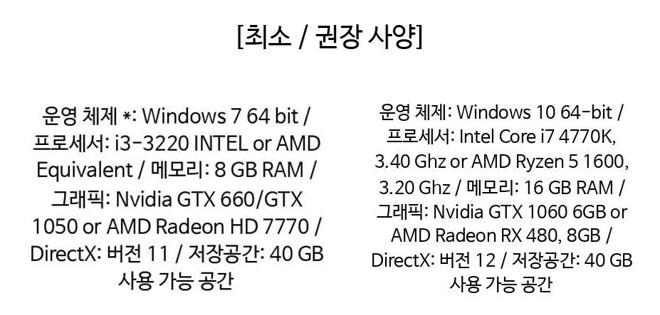 [최소 / 권장 사양]
운영 체제 *: Windows 7 64 bit /
프로세서: i3-3220 INTEL or AMD
Equivalent / 메모리: 8 GB RAM /
그래픽: Nvidia GTX 660/GTX
1050 or AMD Radeon HD 7770 /
DirectX: 버전 11 / 저장공간: 40 GB
사용 가능 공간
운영 체제: Windows 10 64-bit /
프로세서: Intel Core i7 4770K,
3.40 Ghz or AMD Ryzen 5 1600,
3.20 Ghz / 메모리: 16 GB RAM /
그래픽: Nvidia GTX 1060 6GB or
AMD Radeon RX 480, 8GB /
DirectX: 버전 12 / 저장공간: 40 GB
사용 가능 공간